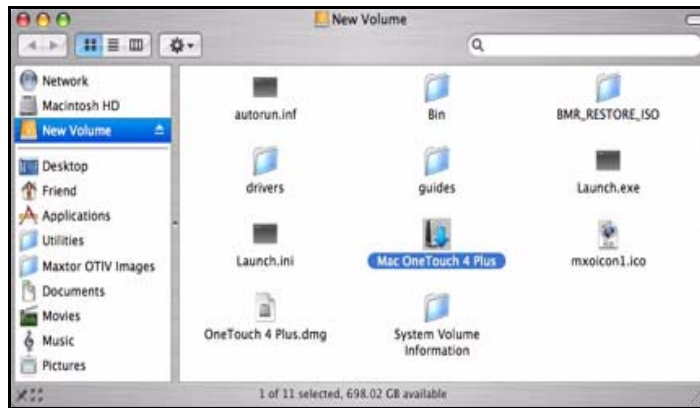 New Volume
Network
Macintosh HD
New Volume
Desktop
Friend
Applications
Utilities
Maxtor OTIV Images
Documents
Movies
Music
Pictures
autorun.inf
Bin
BMR_RESTORE_ISO
drivers
guides
Launch.exe
Launch.ini
Mac OneTouch 4 Plus
mxoicon1.ico
OneTouch 4 Plus.dmg
System Volume
Information
1 of 11 selected, 698.02 GB available